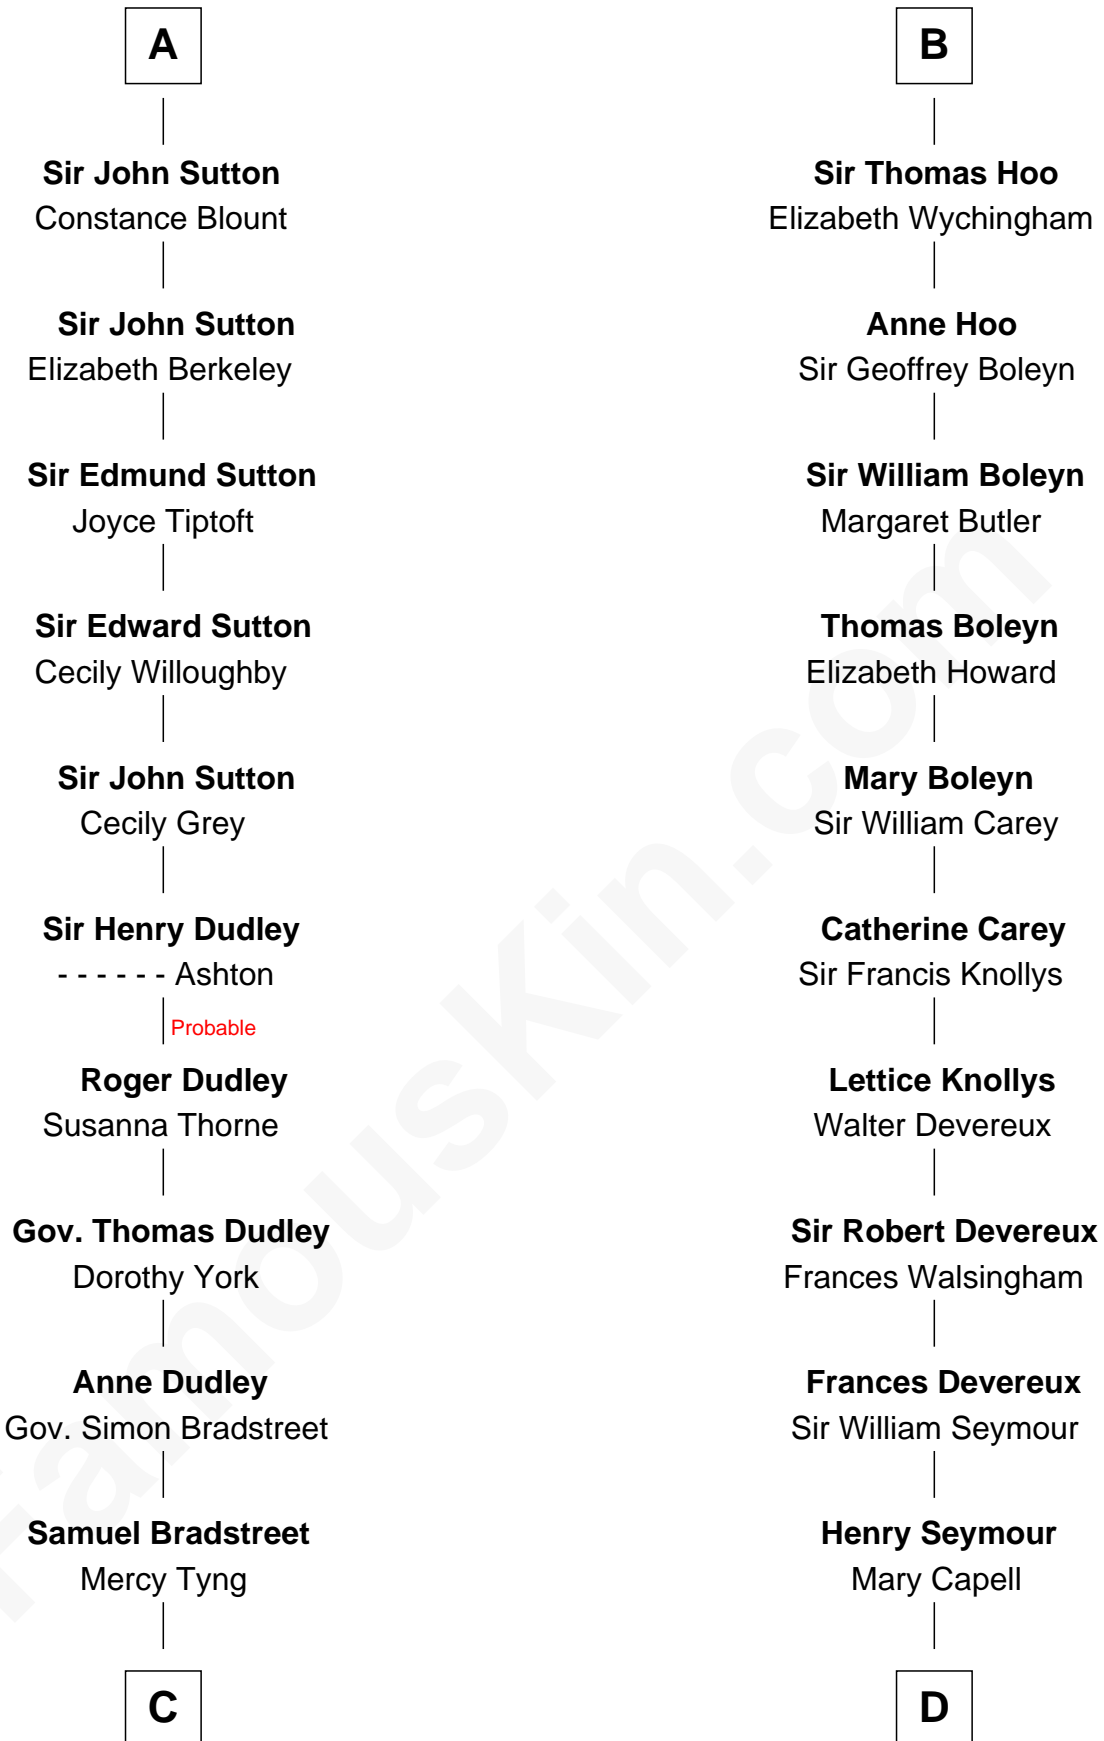 A
Sir John Sutton
Constance Blount
Sir John Sutton
Elizabeth Berkeley
Sir Edmund Sutton
Joyce Tiptoft
Sir Edward Sutton
Cecily Willoughby
Sir John Sutton
Cecily Grey
Sir Henry Dudley
- - - - - - Ashton
Probable
Roger Dudley
Susanna Thorne
Gov. Thomas Dudley
Dorothy York
Anne Dudley
Gov. Simon Bradstreet
Samuel Bradstreet
Mercy Tyng
C
B
Sir Thomas Hoo
Elizabeth Wychingham
Anne Hoo
Sir Geoffrey Boleyn
Sir William Boleyn
Margaret Butler
Thomas Boleyn
Elizabeth Howard
Mary Boleyn
Sir William Carey
Catherine Carey
Sir Francis Knollys
Lettice Knollys
Walter Devereux
Sir Robert Devereux
Frances Walsingham
Frances Devereux
Sir William Seymour
Henry Seymour
Mary Capell
D
FamousKin.com